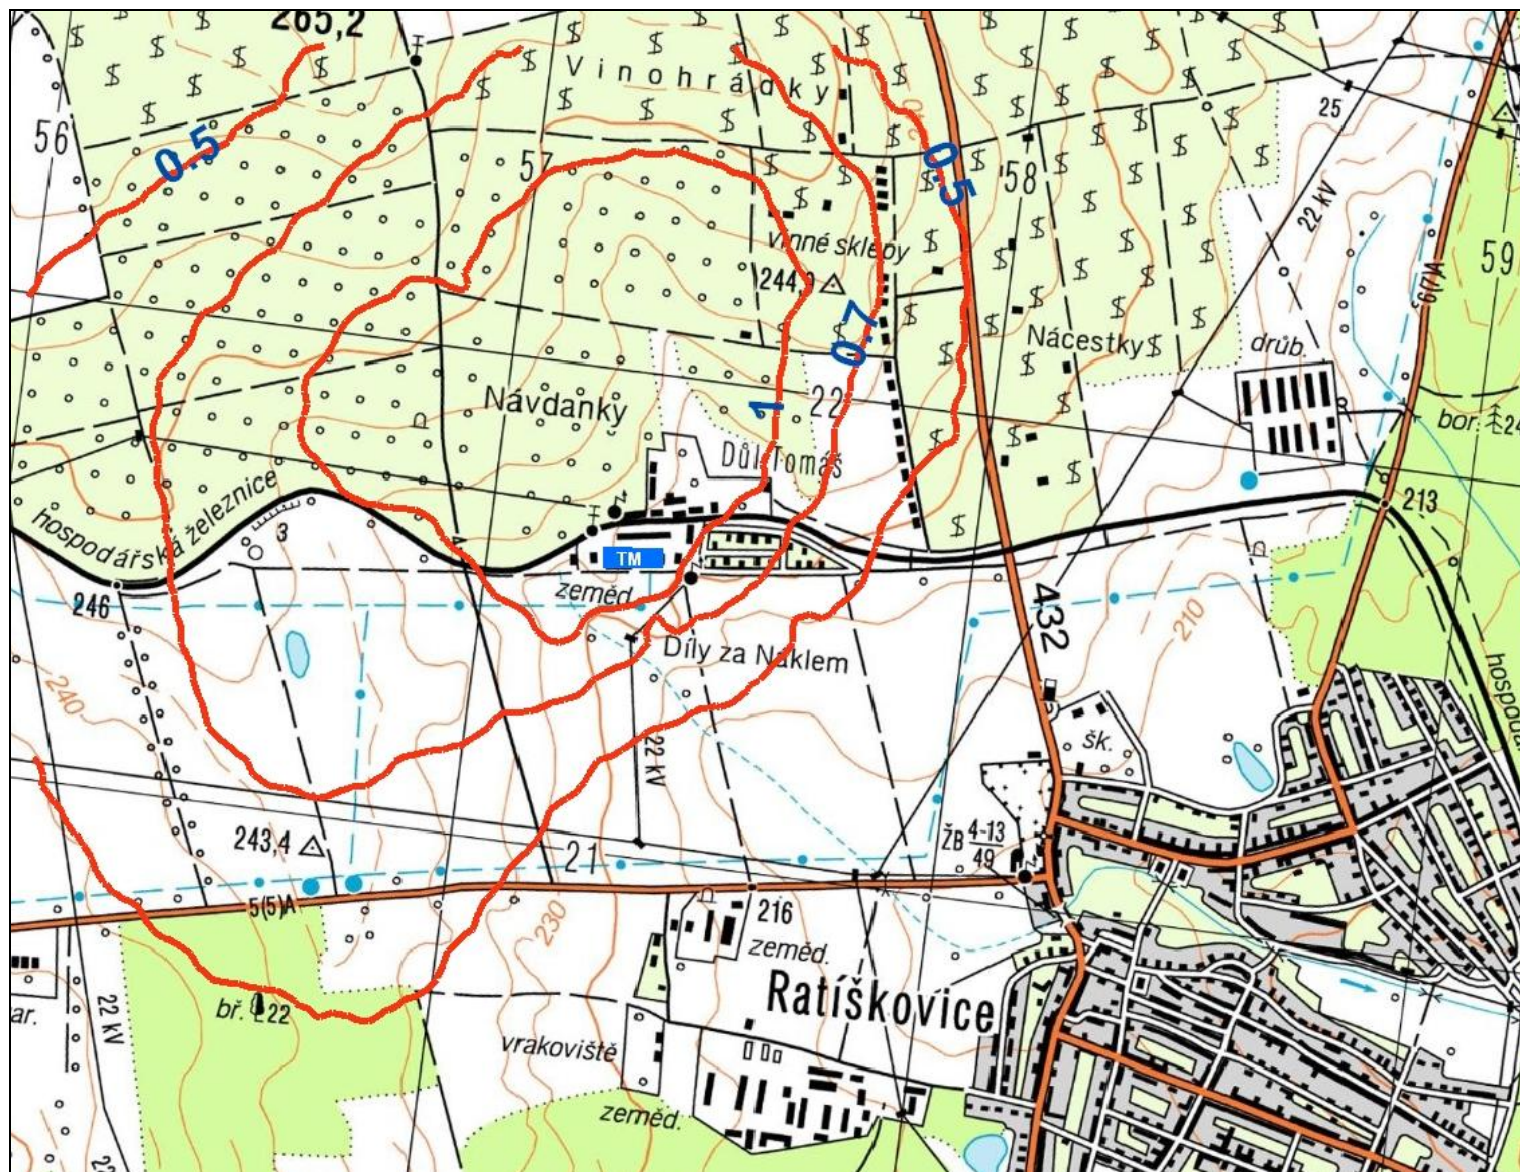 265,2
Vinohrádky
25
56
0.5
57
0.5
58
22 kV
59
vinné sklepy
244,
0.7
Nácestky
drůb.
Návdanky
1
22
bor.
Důl Tomáš
213
hospodářská železnice
3
TM
246
zeměd.
432
210
Díly za Náklem
240
22 kV
šk.
243,4
21
ŽB 4-13
49
5(5)A
216
230
zeměd.
Ratíškovice
22 kV
bř.
22
ar.
vrakoviště
zeměd.